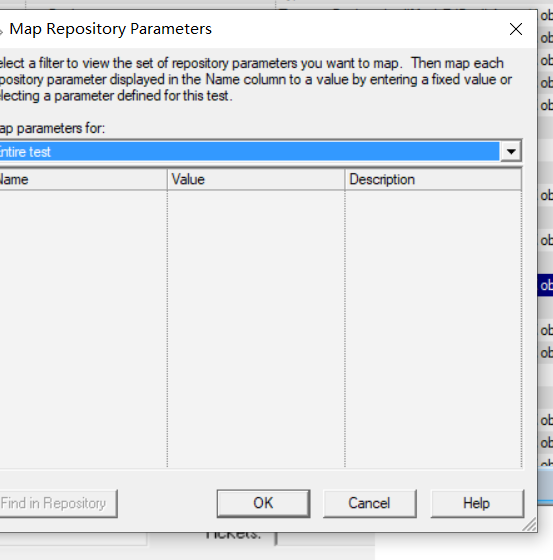 Map Repository Parameters
elect a filter to view the set of repository parameters you want to map. Then map each
pository parameter displayed in the Name column to a value by entering a fixed value or
electing a parameter defined for this test.
ap parameters for:
ntire test
Name Value Description
ob
ob
ob
ob
ob
ob
ob
ob
ob
ob
ob
ob
ob
Find in Repository OK Cancel Help
Tickets: